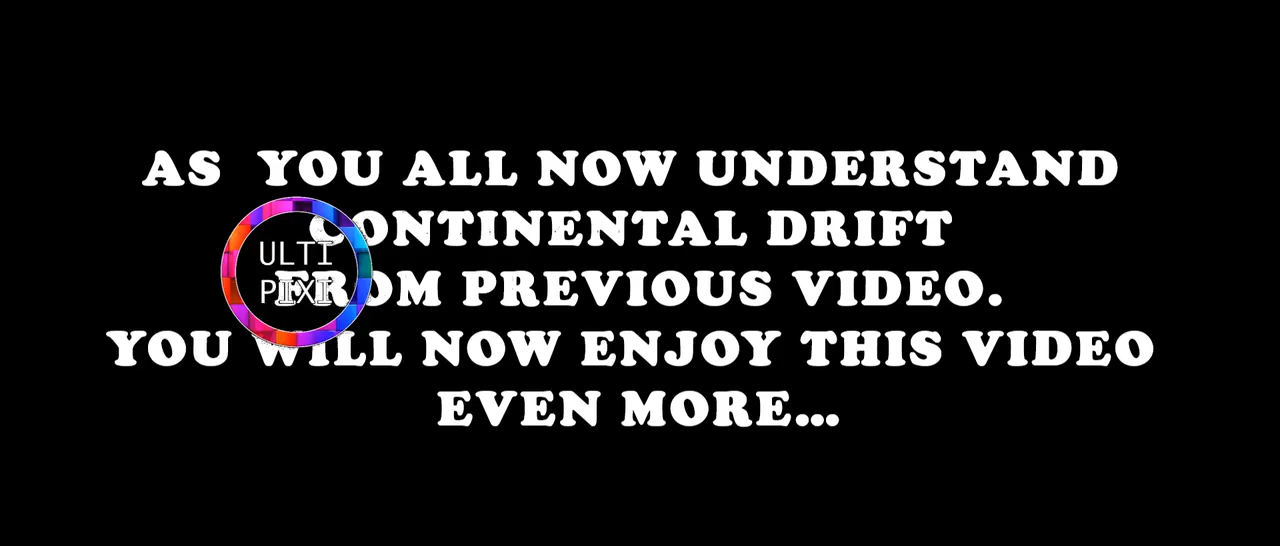 AS  YOU ALL NOW UNDERSTAND
CONTINENTAL DRIFT
ULTI
PIXI
FROM PREVIOUS VIDEO.
YOU WILL NOW ENJOY THIS VIDEO
EVEN MORE...